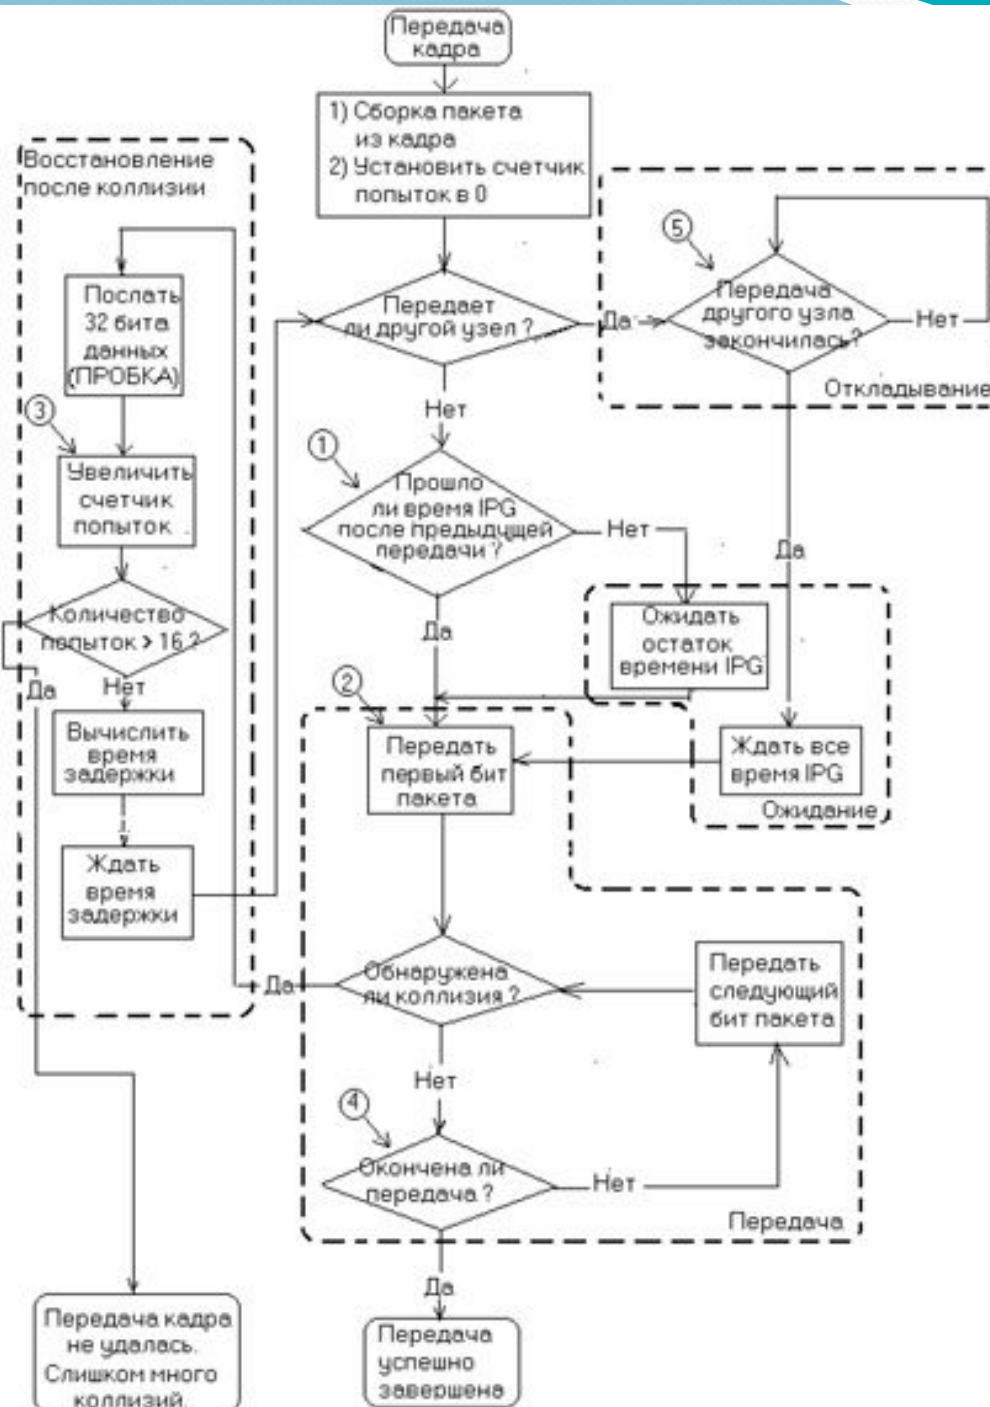 Передача
кадра
1) Сборка пакета
из кадра
2) Установить счетчик
попыток в 0
Восстановление
после коллизии
Послать
32 бита
данных
(ПРОБКА)
3
Увеличить
счетчик
попыток
Количество
попыток > 16 ?
Да
Нет
Вычислить
время
задержки
Ждать
время
задержки
Передает
ли другой узел ?
Да
Нет
5
Передача
другого узла
закончилась?
Нет
Откладывание
Да
1
Прошло
ли время IPG
после предыдущей
передачи ?
Нет
Да
Ожидать
остаток
времени IPG
Ждать все
время IPG
Ожидание
2
Передать
первый бит
пакета
Обнаружена
ли коллизия ?
Да
Нет
Передать
следующий
бит пакета
4
Окончена ли
передача ?
Нет
Передача
Да
Передача кадра
не удалась.
Слишком много
коллизий.
Передача
успешно
завершена